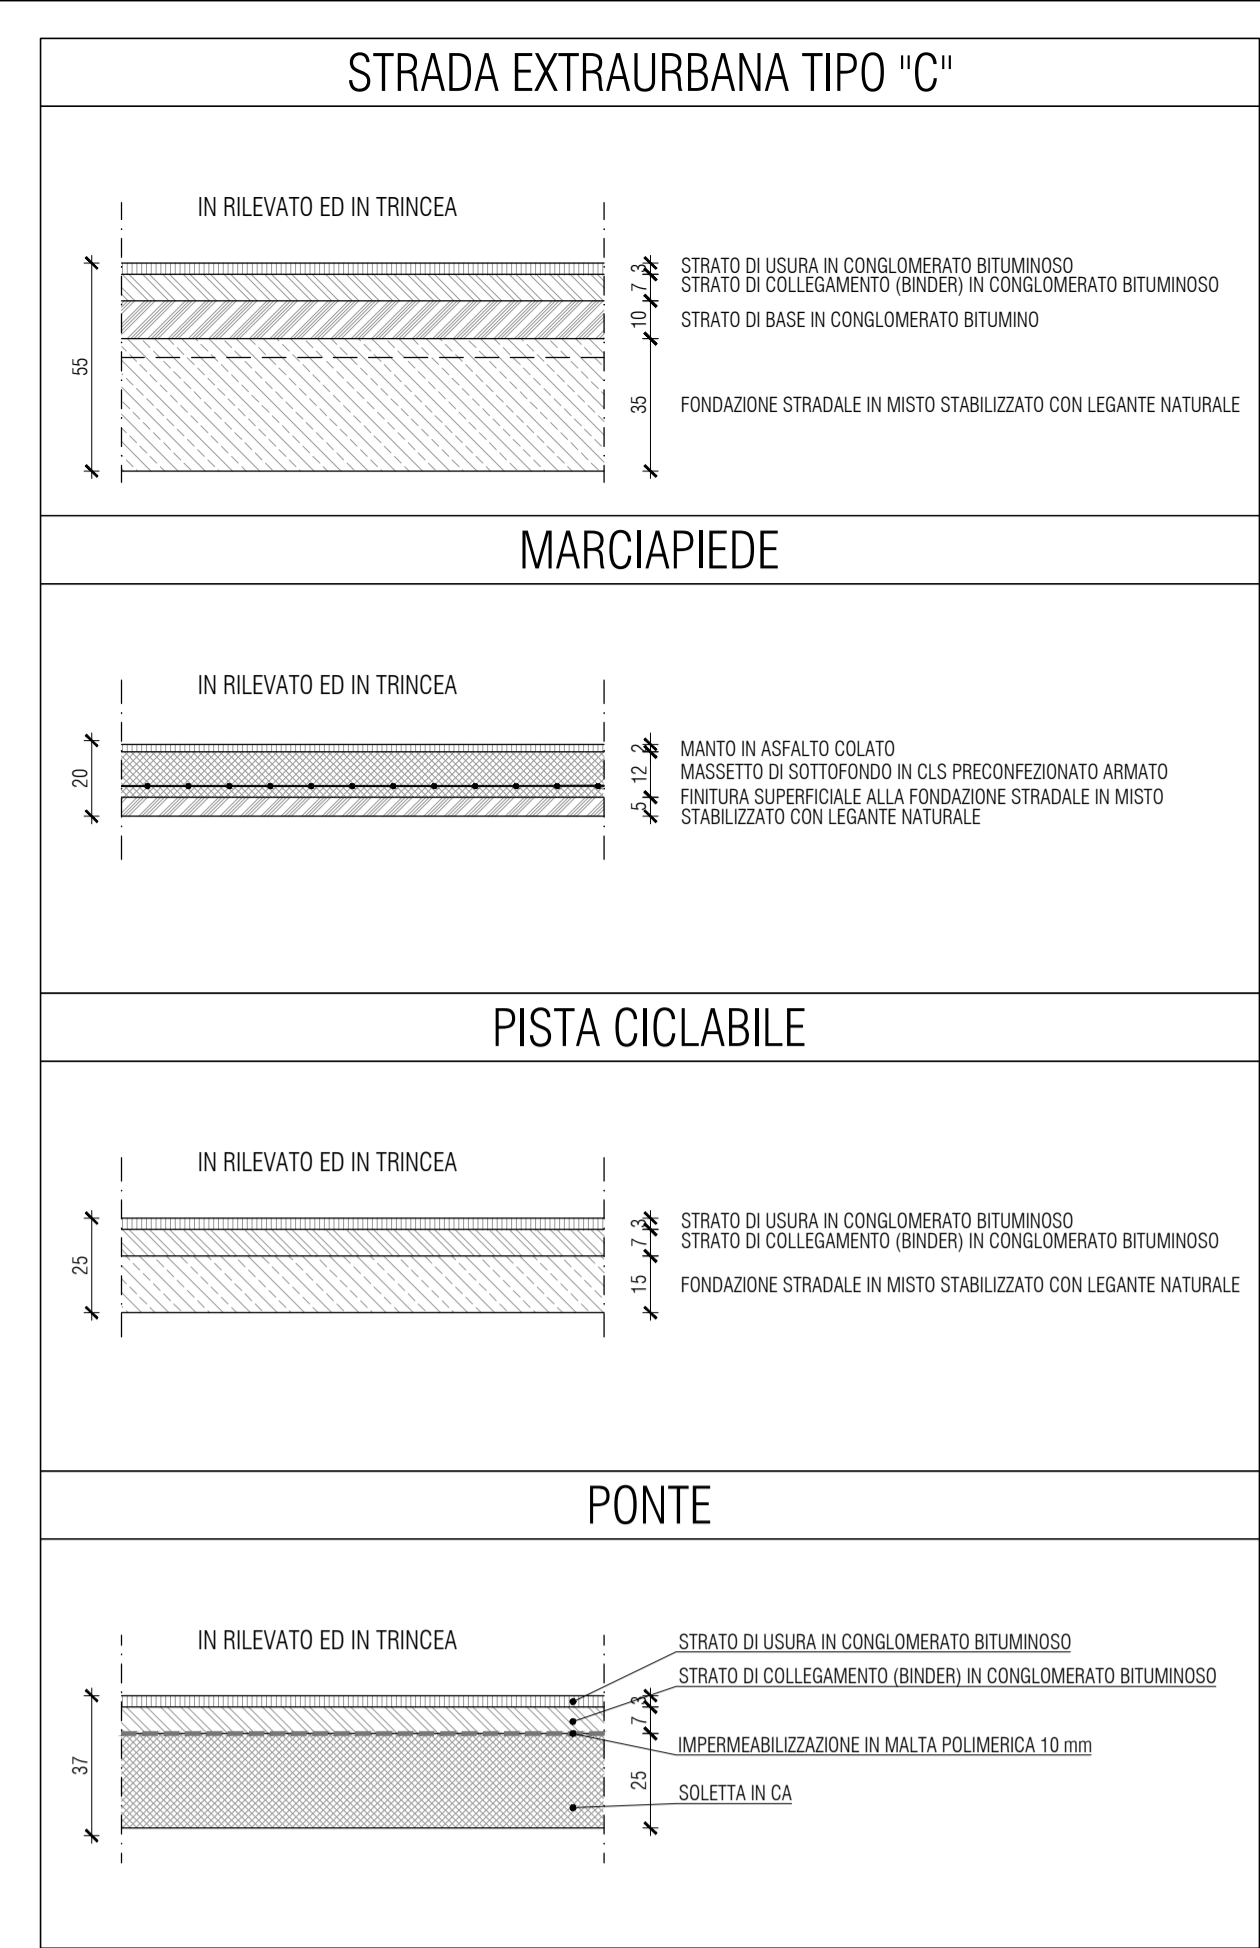 STRADA EXTRAURBANA TIPO "C"
IN RILEVATO ED IN TRINCEA
55
3 STRATO DI USURA IN CONGLOMERATO BITUMINOSO
7 STRATO DI COLLEGAMENTO (BINDER) IN CONGLOMERATO BITUMINOSO
10 STRATO DI BASE IN CONGLOMERATO BITUMINO
35 FONDAZIONE STRADALE IN MISTO STABILIZZATO CON LEGANTE NATURALE
MARCIAPIEDE
IN RILEVATO ED IN TRINCEA
20
2 MANTO IN ASFALTO COLATO
12 MASSETTO DI SOTTOFONDO IN CLS PRECONFEZIONATO ARMATO
5 FINITURA SUPERFICIALE ALLA FONDAZIONE STRADALE IN MISTO
STABILIZZATO CON LEGANTE NATURALE
PISTA CICLABILE
IN RILEVATO ED IN TRINCEA
25
3 STRATO DI USURA IN CONGLOMERATO BITUMINOSO
7 STRATO DI COLLEGAMENTO (BINDER) IN CONGLOMERATO BITUMINOSO
15 FONDAZIONE STRADALE IN MISTO STABILIZZATO CON LEGANTE NATURALE
PONTE
IN RILEVATO ED IN TRINCEA
37
STRATO DI USURA IN CONGLOMERATO BITUMINOSO
STRATO DI COLLEGAMENTO (BINDER) IN CONGLOMERATO BITUMINOSO
3
7
IMPERMEABILIZZAZIONE IN MALTA POLIMERICA 10 mm
25
SOLETTA IN CA